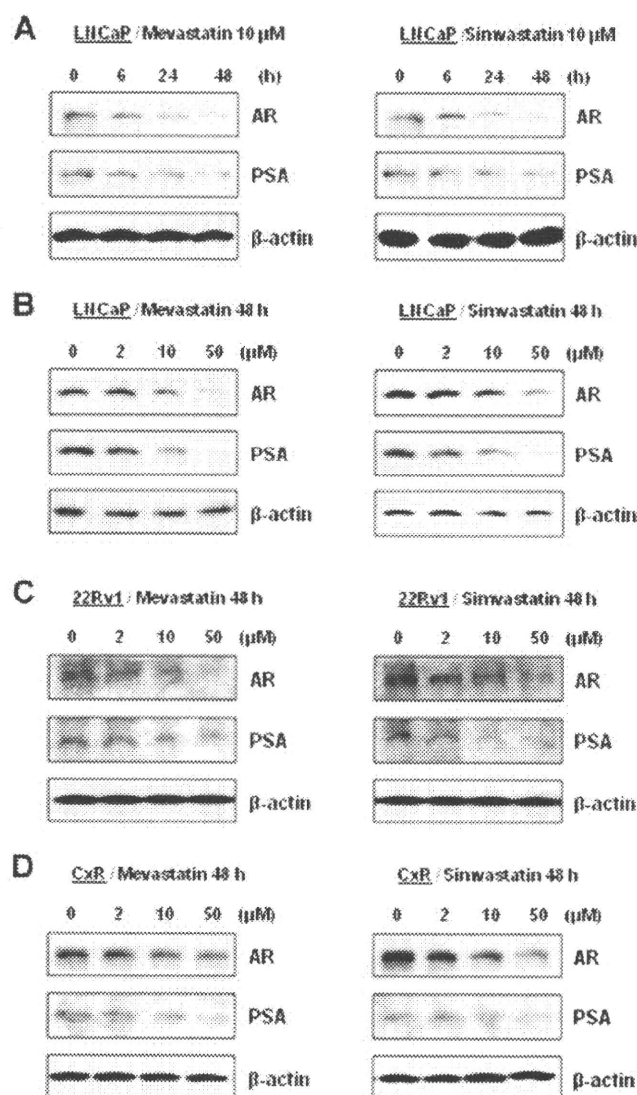 A
LNCaP / Mevastatin 10 μM
0 6 24 48 (h)
AR
PSA
β-actin
LNCaP / Simvastatin 10 μM
0 6 24 48 (h)
AR
PSA
β-actin
B
LNCaP / Mevastatin 48 h
0 2 10 50 (μM)
AR
PSA
β-actin
LNCaP / Simvastatin 48 h
0 2 10 50 (μM)
AR
PSA
β-actin
C
22Rv1 / Mevastatin 48 h
0 2 10 50 (μM)
AR
PSA
β-actin
22Rv1 / Simvastatin 48 h
0 2 10 50 (μM)
AR
PSA
β-actin
D
CxR / Mevastatin 48 h
0 2 10 50 (μM)
AR
PSA
β-actin
CxR / Simvastatin 48 h
0 2 10 50 (μM)
AR
PSA
β-actin